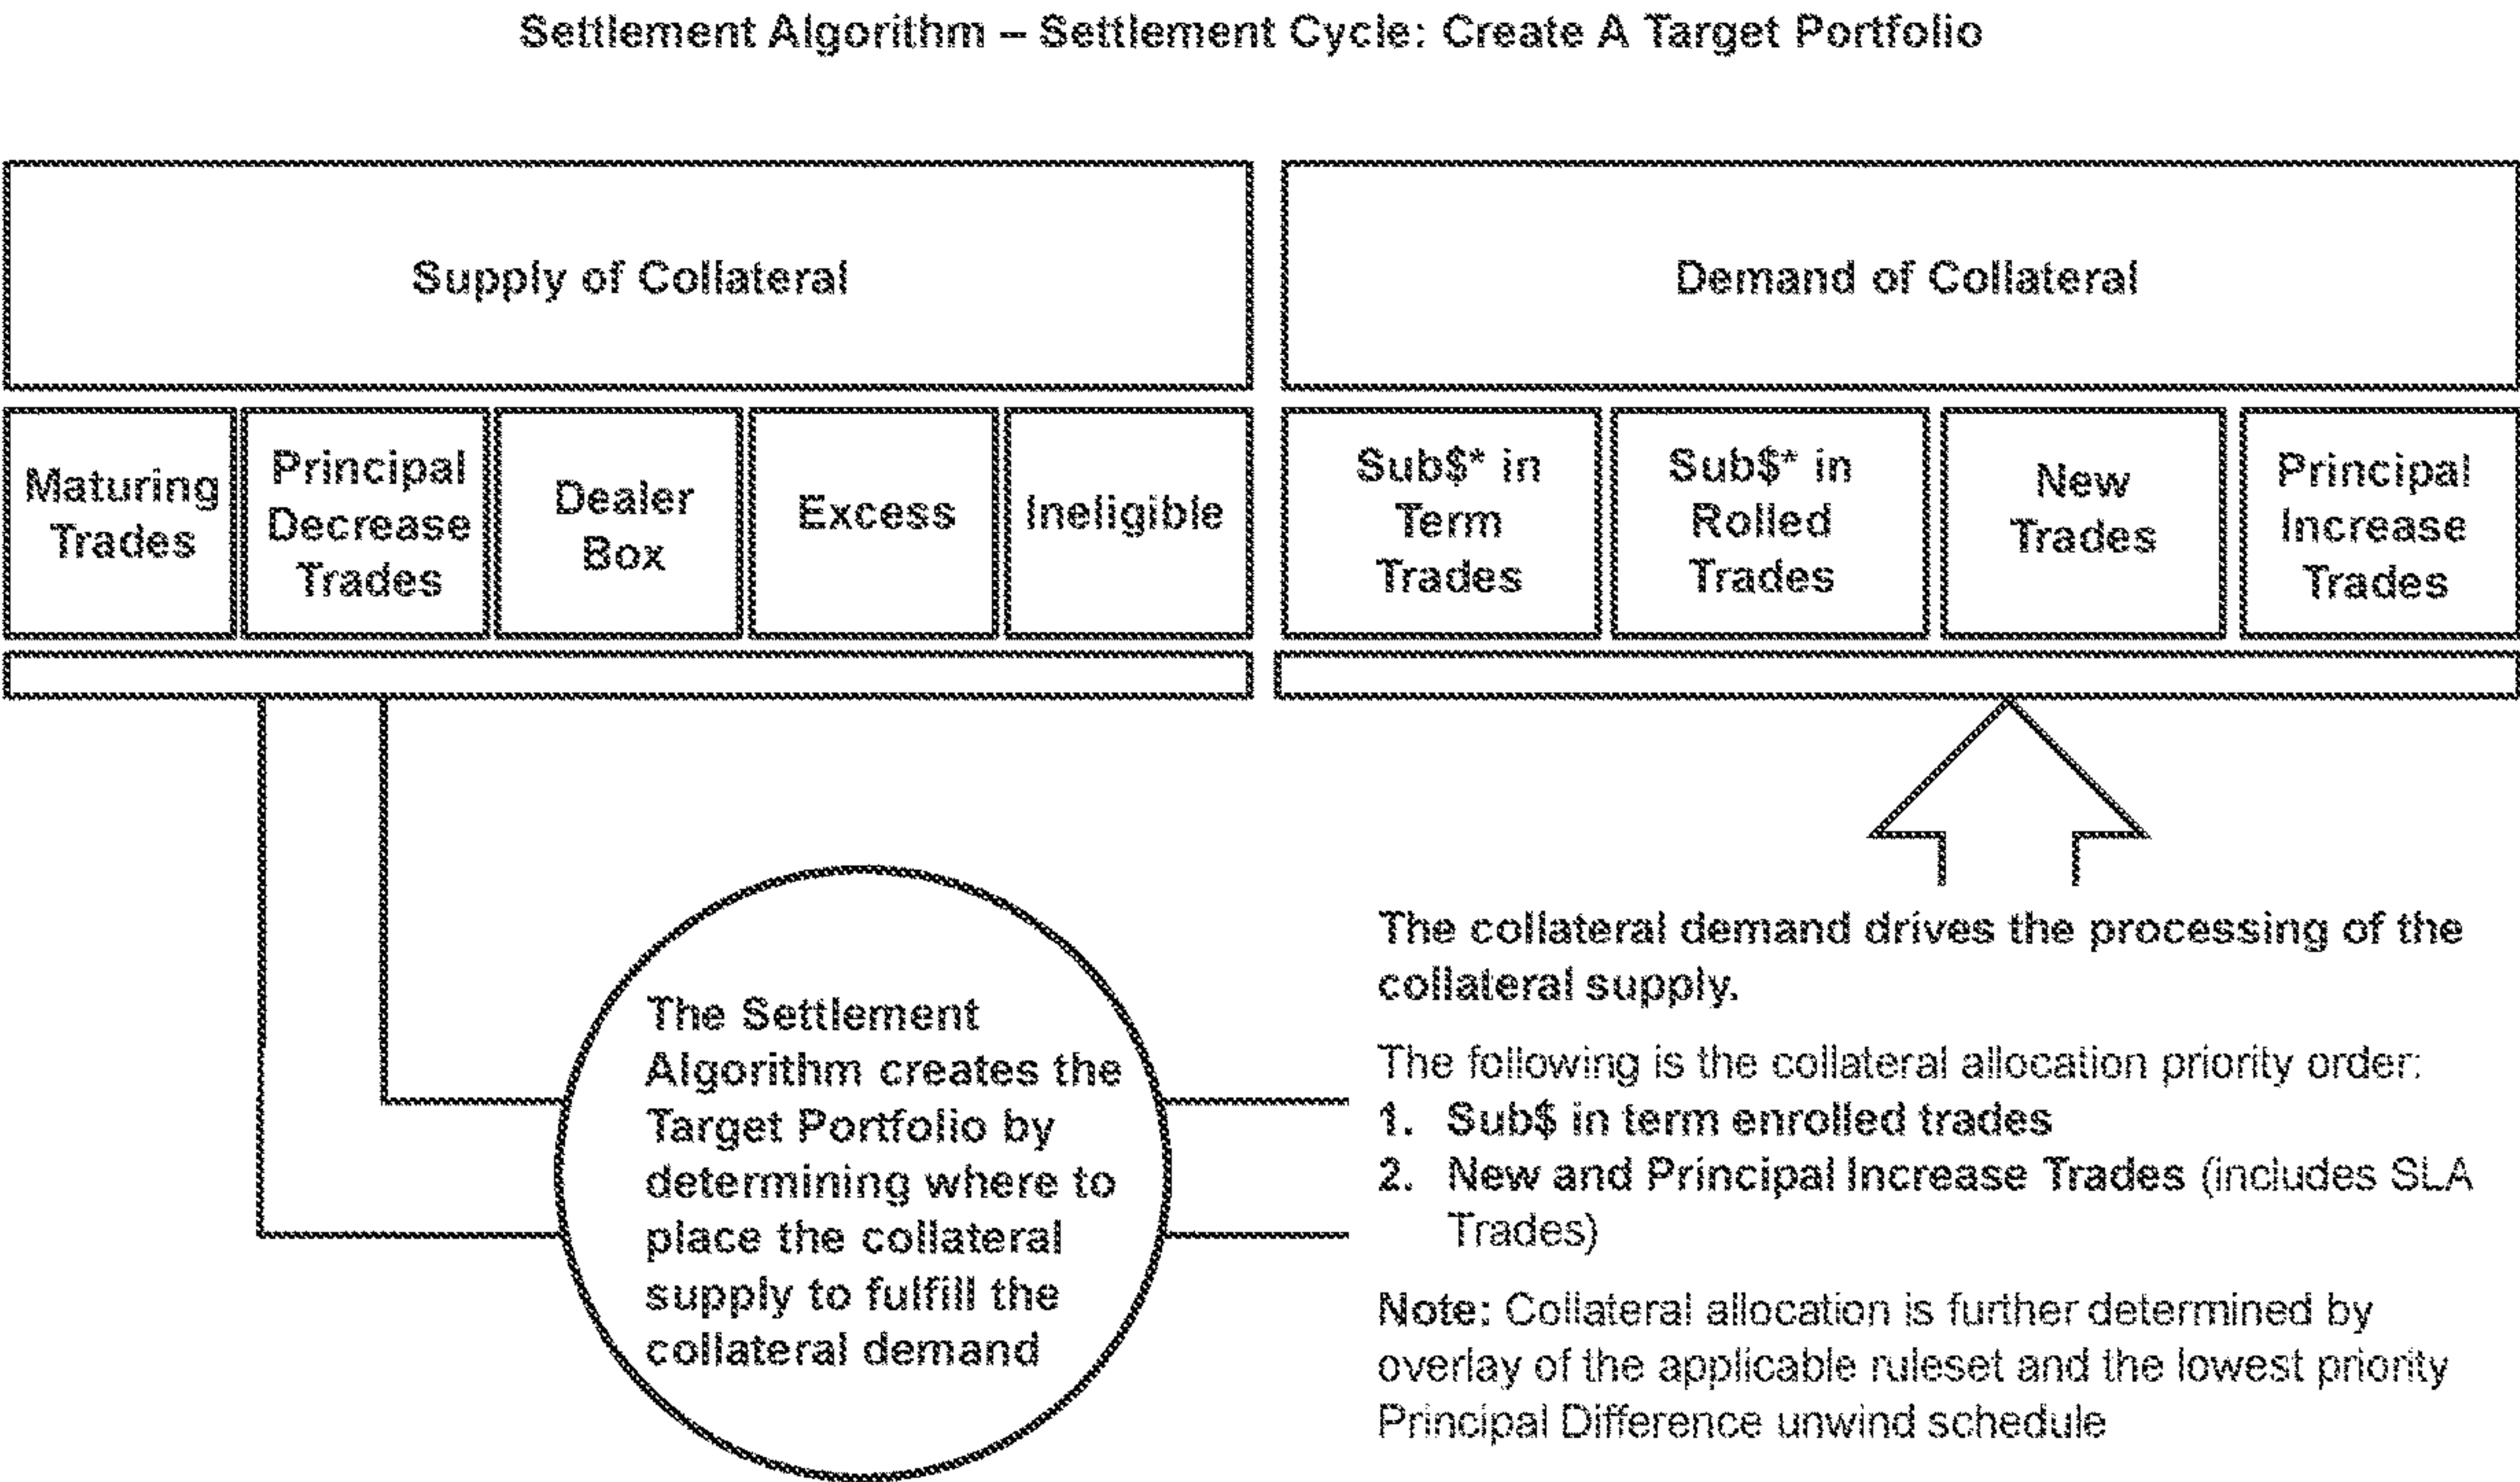 Settlement Algorithm – Settlement Cycle: Create A Target Portfolio
Supply of Collateral
Demand of Collateral
Maturing
Trades
Principal
Decrease
Trades
Dealer
Box
Excess
Ineligible
Sub$* in
Term
Trades
Sub$* in
Rolled
Trades
New
Trades
Principal
Increase
Trades
The Settlement
Algorithm creates the
Target Portfolio by
determining where to
place the collateral
supply to fulfill the
collateral demand
The collateral demand drives the processing of the
collateral supply.
The following is the collateral allocation priority order:
1. Sub$ in term enrolled trades
2. New and Principal Increase Trades (includes SLA
Trades)
Note: Collateral allocation is further determined by
overlay of the applicable ruleset and the lowest priority
Principal Difference unwind schedule